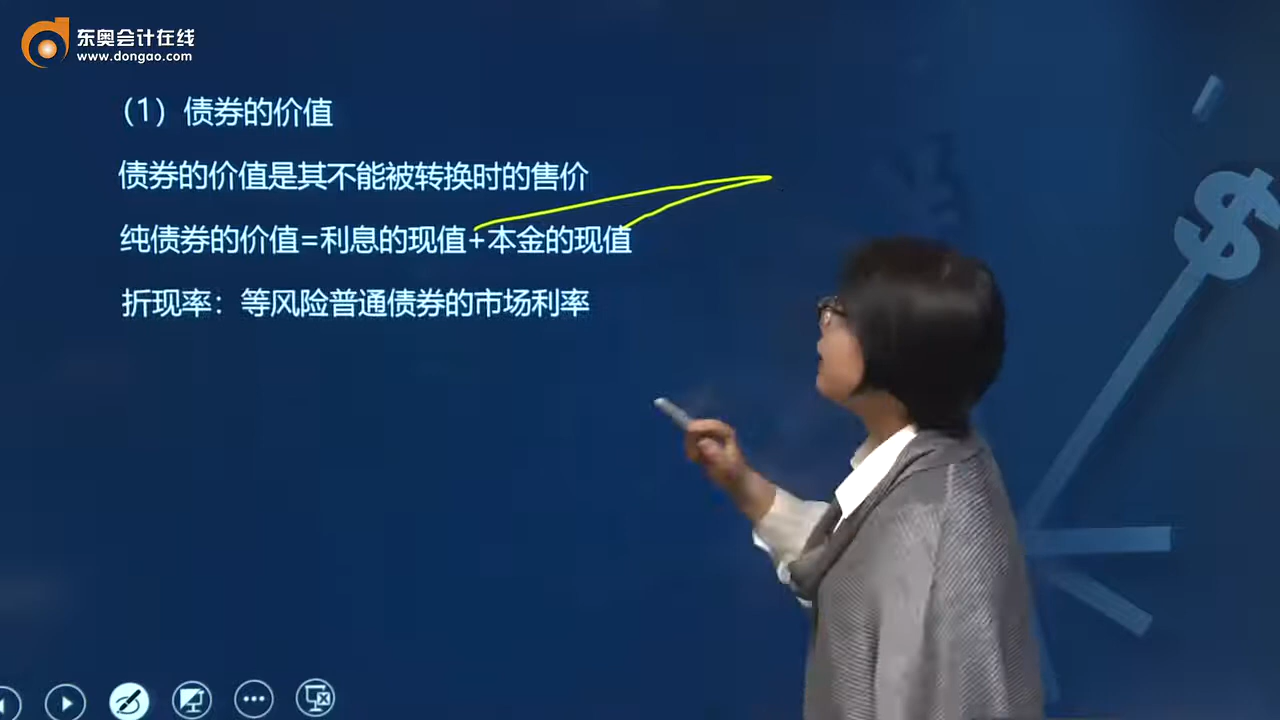 东奥会计在线
www.dongao.com
（1）债券的价值
债券的价值是其不能被转换时的售价
纯债券的价值=利息的现值+本金的现值
折现率：等风险普通债券的市场利率